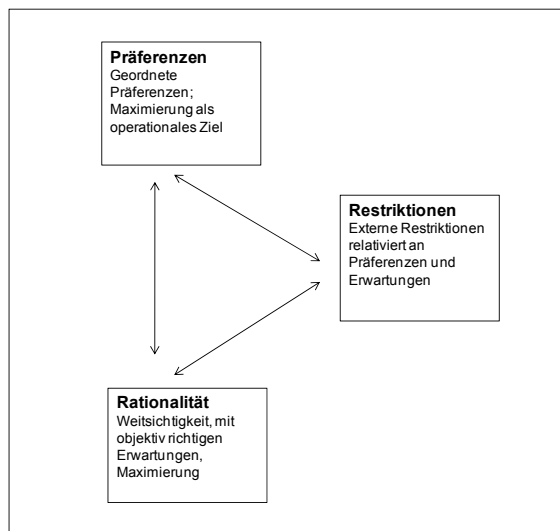 Präferenzen
Geordnete
Präferenzen;
Maximierung als
operationales Ziel
Restriktionen
Externe Restriktionen
relativiert an
Präferenzen und
Erwartungen
Rationalität
Weitsichtigkeit, mit
objektiv richtigen
Erwartungen,
Maximierung